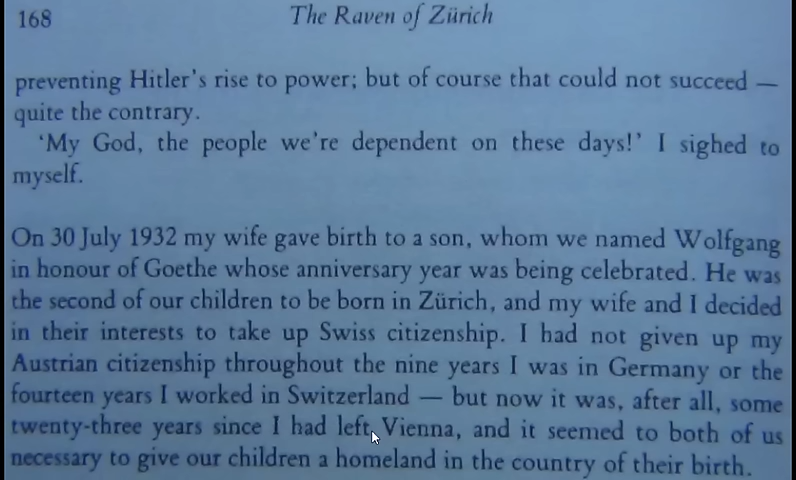 168 The Raven of Zürich
preventing Hitler's rise to power; but of course that could not succeed —
quite the contrary.
'My God, the people we're dependent on these days!' I sighed to
myself.
On 30 July 1932 my wife gave birth to a son, whom we named Wolfgang
in honour of Goethe whose anniversary year was being celebrated. He was
the second of our children to be born in Zürich, and my wife and I decided
in their interests to take up Swiss citizenship. I had not given up my
Austrian citizenship throughout the nine years I was in Germany or the
fourteen years I worked in Switzerland — but now it was, after all, some
twenty-three years since I had left Vienna, and it seemed to both of us
necessary to give our children a homeland in the country of their birth.